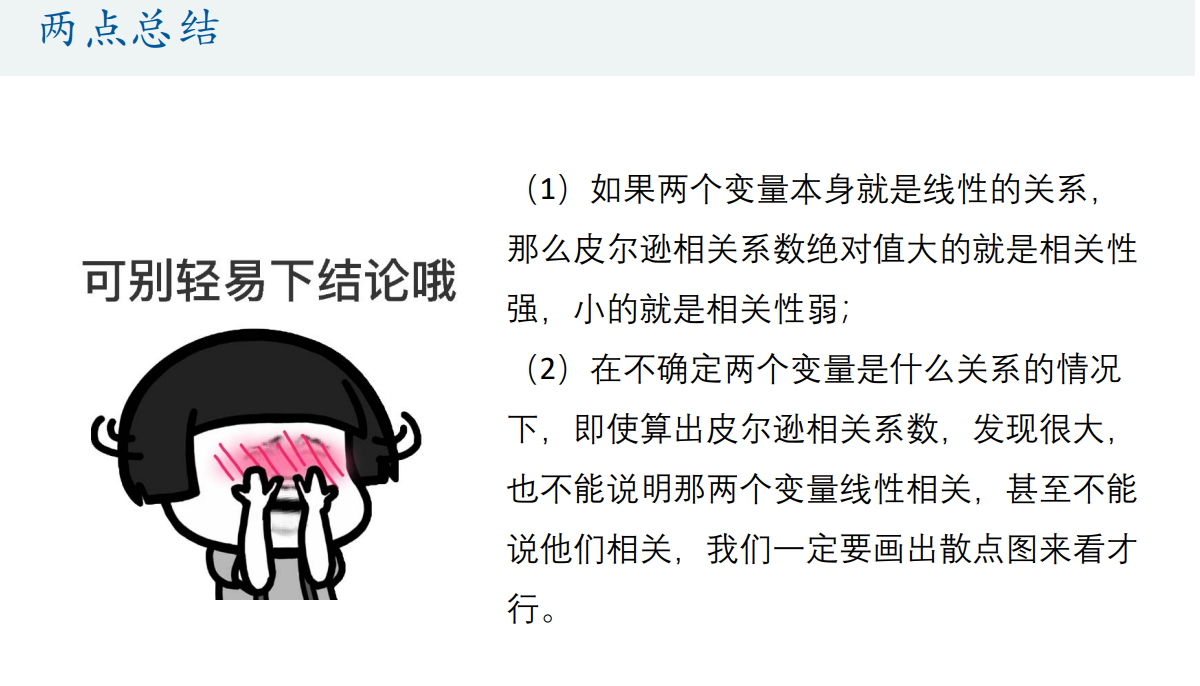 两点总结
可别轻易下结论哦
（1）如果两个变量本身就是线性的关系，
那么皮尔逊相关系数绝对值大的就是相关性
强，小的就是相关性弱；
（2）在不确定两个变量是什么关系的情况
下，即使算出皮尔逊相关系数，发现很大，
也不能说明那两个变量线性相关，甚至不能
说他们相关，我们一定要画出散点图来看才
行。